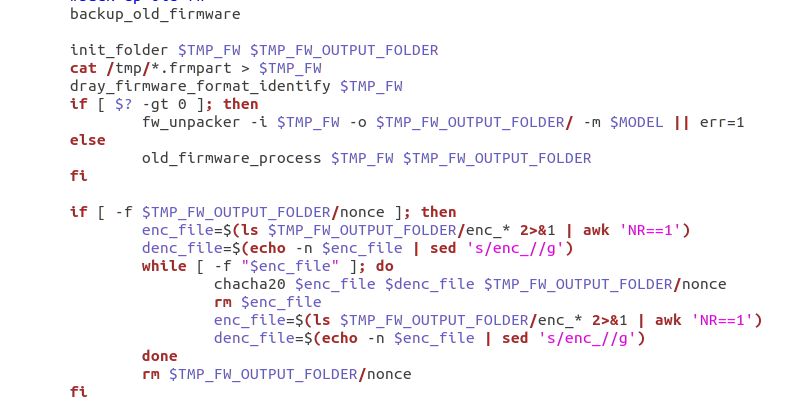 backup_old_firmware
init_folder $TMP_FW $TMP_FW_OUTPUT_FOLDER
cat /tmp/*.frmpart > $TMP_FW
dray_firmware_format_identify $TMP_FW
if [ $? -gt 0 ]; then
fw_unpacker -i $TMP_FW -o $TMP_FW_OUTPUT_FOLDER/ -m $MODEL || err=1
else
old_firmware_process $TMP_FW $TMP_FW_OUTPUT_FOLDER
fi
if [ -f $TMP_FW_OUTPUT_FOLDER/nonce ]; then
enc_file=$(ls $TMP_FW_OUTPUT_FOLDER/enc_* 2>&1 | awk 'NR==1')
denc_file=$(echo -n $enc_file | sed 's/enc_//g')
while [ -f "$enc_file" ]; do
chacha20 $enc_file $denc_file $TMP_FW_OUTPUT_FOLDER/nonce
rm $enc_file
enc_file=$(ls $TMP_FW_OUTPUT_FOLDER/enc_* 2>&1 | awk 'NR==1')
denc_file=$(echo -n $enc_file | sed 's/enc_//g')
done
rm $TMP_FW_OUTPUT_FOLDER/nonce
fi